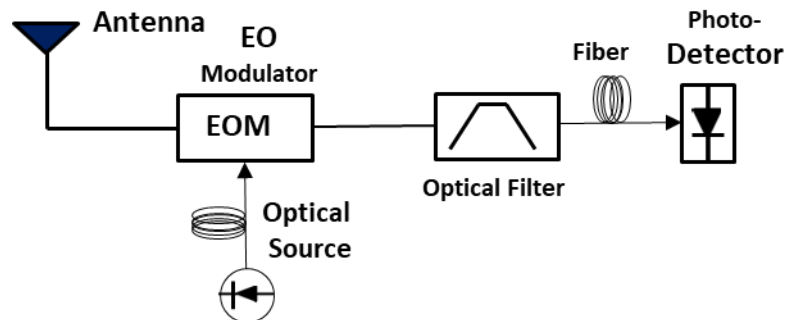 Antenna
EO
Modulator
EOM
Optical
Source
Optical Filter
Fiber
Photo-
Detector